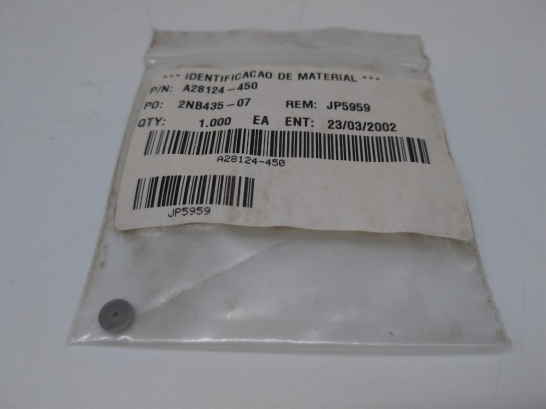 *** IDENTIFICACAO DE MATERIAL ***
P/N: A28124-450
PO: 2NB435-07 REM: JP5959
QTY: 1.000 EA ENT: 23/03/2002
A28124-450
JP5959